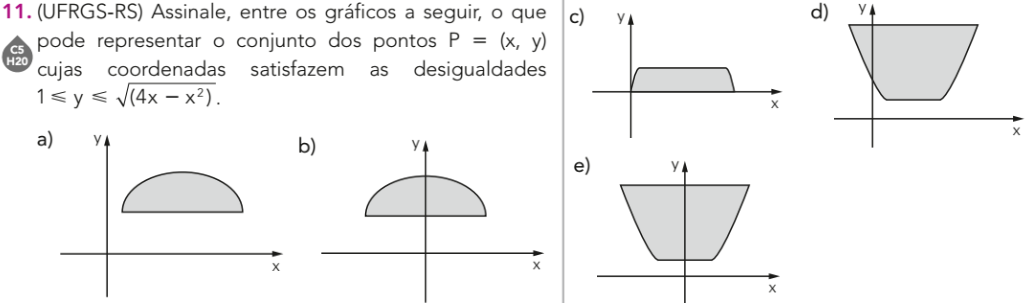 11. (UFRGS-RS) Assinale, entre os gráficos a seguir, o que
C5
H20
pode representar o conjunto dos pontos P = (x, y)
cujas coordenadas satisfazem as desigualdades
1 ⩽ y ⩽ √(4x − x²).
a)
y
x
b)
y
x
c)
y
x
d)
y
x
e)
y
x